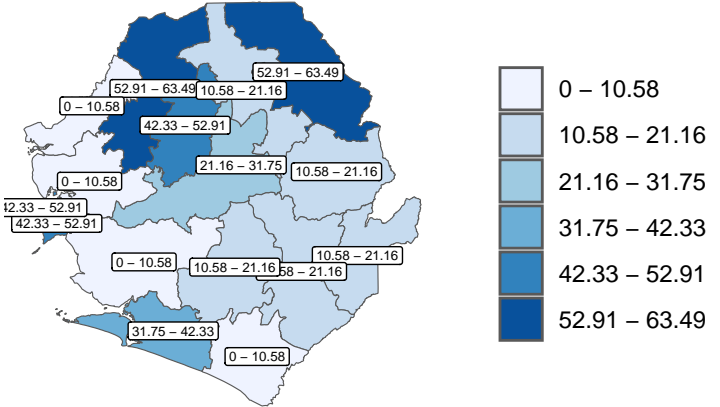 52.91 – 63.49
52.91 – 63.49
10.58 – 21.16
0 – 10.58
42.33 – 52.91
21.16 – 31.75
10.58 – 21.16
0 – 10.58
42.33 – 52.91
42.33 – 52.91
10.58 – 21.16
0 – 10.58
10.58 – 21.16
58 – 21.16
31.75 – 42.33
0 – 10.58
0 – 10.58
10.58 – 21.16
21.16 – 31.75
31.75 – 42.33
42.33 – 52.91
52.91 – 63.49